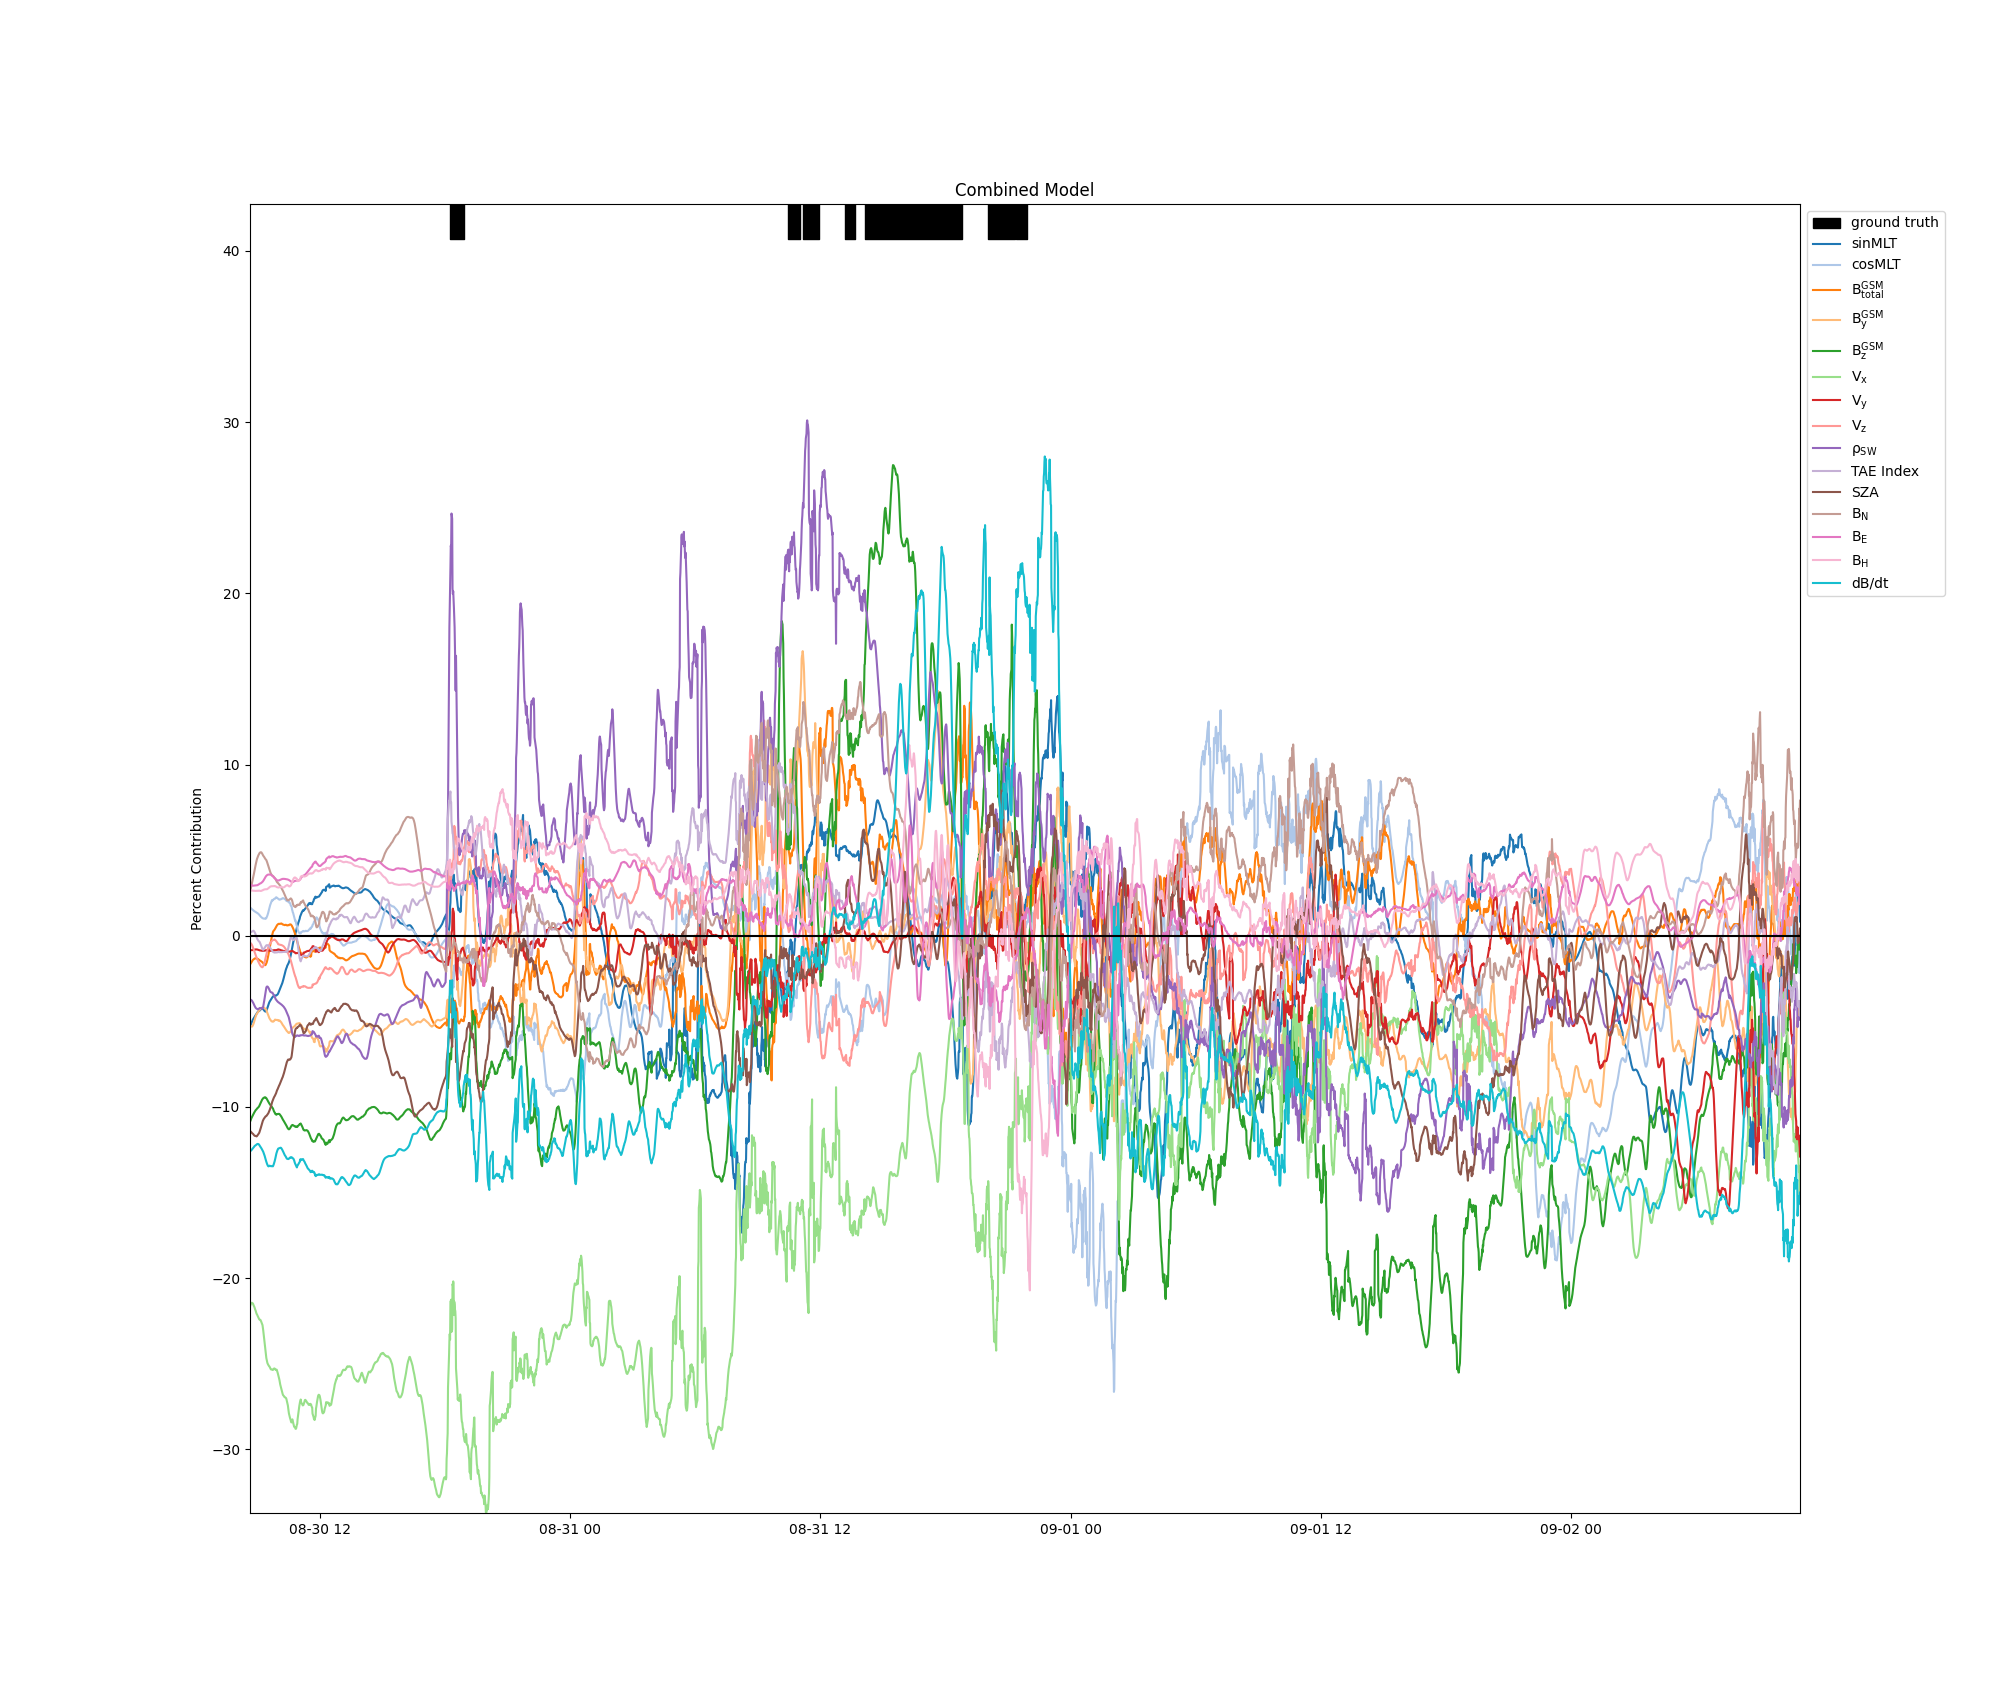 Combined Model
Percent Contribution
40
30
20
10
0
−10
−20
−30
08-30 12
08-31 00
08-31 12
09-01 00
09-01 12
09-02 00
ground truth
sinMLT
cosMLT
B_total^GSM
B_y^GSM
B_z^GSM
V_x
V_y
V_z
ρ_SW
TAE Index
SZA
B_N
B_E
B_H
dB/dt